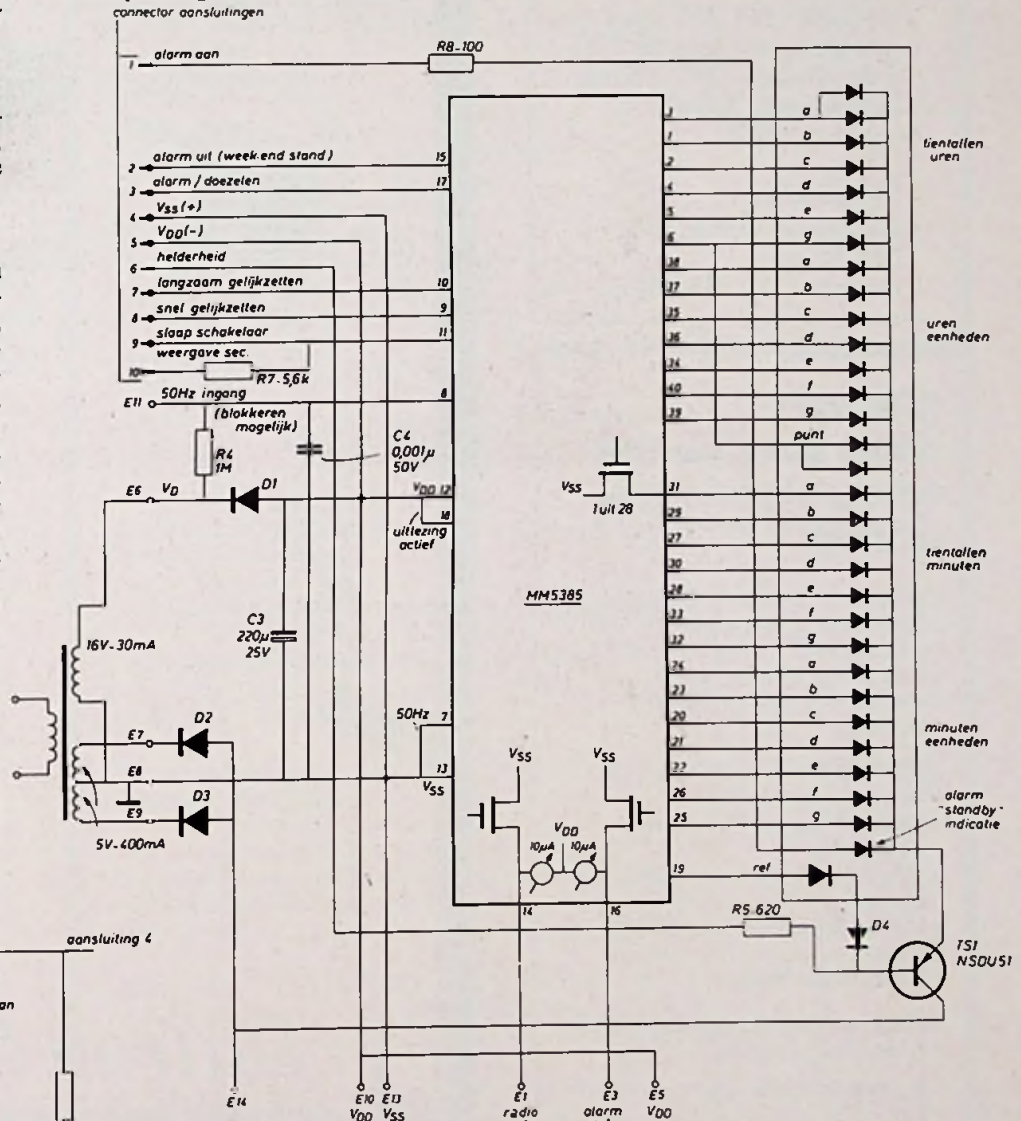 connector aansluitingen
1 alarm aan
R8-100
2 alarm uit (week-end stand)
15
3 alarm / doezelen
17
4 Vss (+)
5 VDD (-)
6 helderheid
7 langzaam gelijkzetten
10
8 snel gelijkzetten
9
9 slaap schakelaar
11
10 weergave sec.
R7-5,6k
E11 50Hz ingang
8
(blokkeren mogelijk)
R4
1M
C4
0,001µ
50V
E6 VD
D1
VDD 12
18
uitlezing
actief
16V-30mA
C3
220µ
25V
50Hz 7
13
VSS
E7
D2
E8
E9
D3
5V-400mA
MM5385
VSS
1 uit 28
VSS
VSS
VDD
10µA
10µA
14
16
3 a
1 b
2 c
4 d
5 e
6 g
tientallen
uren
38 a
37 b
35 c
36 d
34 e
40 f
39 g
uren
eenheden
punt
31 a
29 b
27 c
30 d
28 e
33 f
32 g
tientallen
minuten
24 a
23 b
20 c
21 d
22 e
26 f
25 g
minuten
eenheden
alarm
"standby"
indicatie
19 ref
R5-620
D4
TS1
NSDU51
aansluiting 4
an
E14
E10
VDD
E13
VSS
E1
radio
E3
alarm
E5
VDD